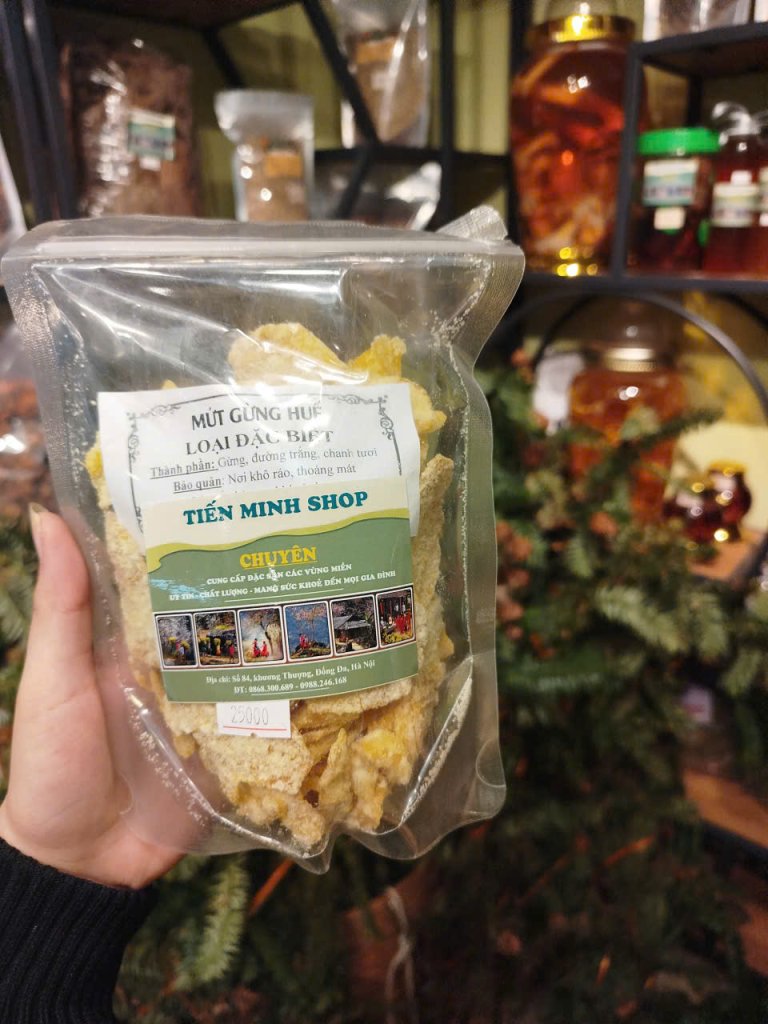 MỨT GỪNG HUẾ
LOẠI ĐẶC BIỆT
Thành phần: Gừng, đường trắng, chanh tươi
Bảo quản: Nơi khô ráo, thoáng mát
TIẾN MINH SHOP
CHUYÊN
CUNG CẤP ĐẶC SẢN CÁC VÙNG MIỀN
UY TÍN - CHẤT LƯỢNG - MANG SỨC KHOẺ ĐẾN MỌI GIA ĐÌNH
Địa chỉ: Số 84, khương Thượng, Đống Đa, Hà Nội
ĐT: 0868.300.689 - 0988.246.168
25000